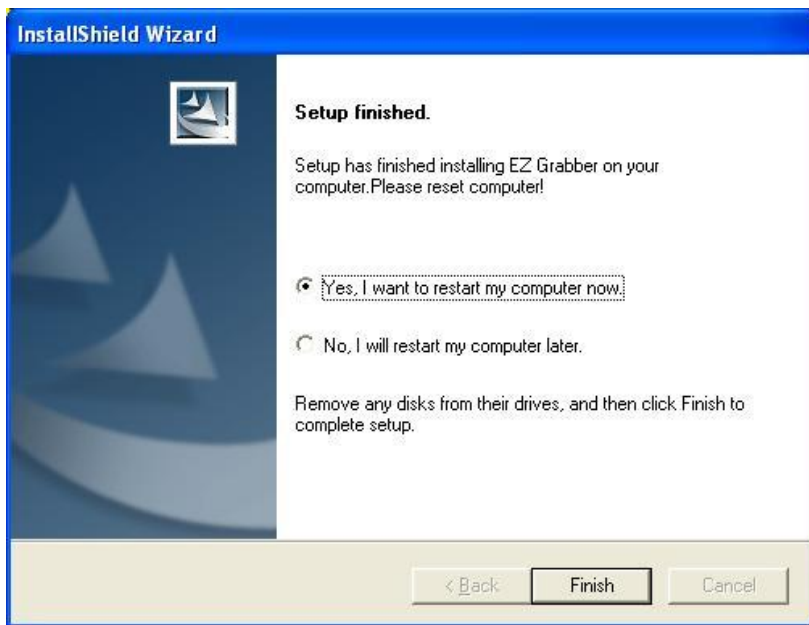 InstallShield Wizard
Setup finished.
Setup has finished installing EZ Grabber on your
computer.Please reset computer!
Yes, I want to restart my computer now.
No, I will restart my computer later.
Remove any disks from their drives, and then click Finish to
complete setup.
< Back Finish Cancel